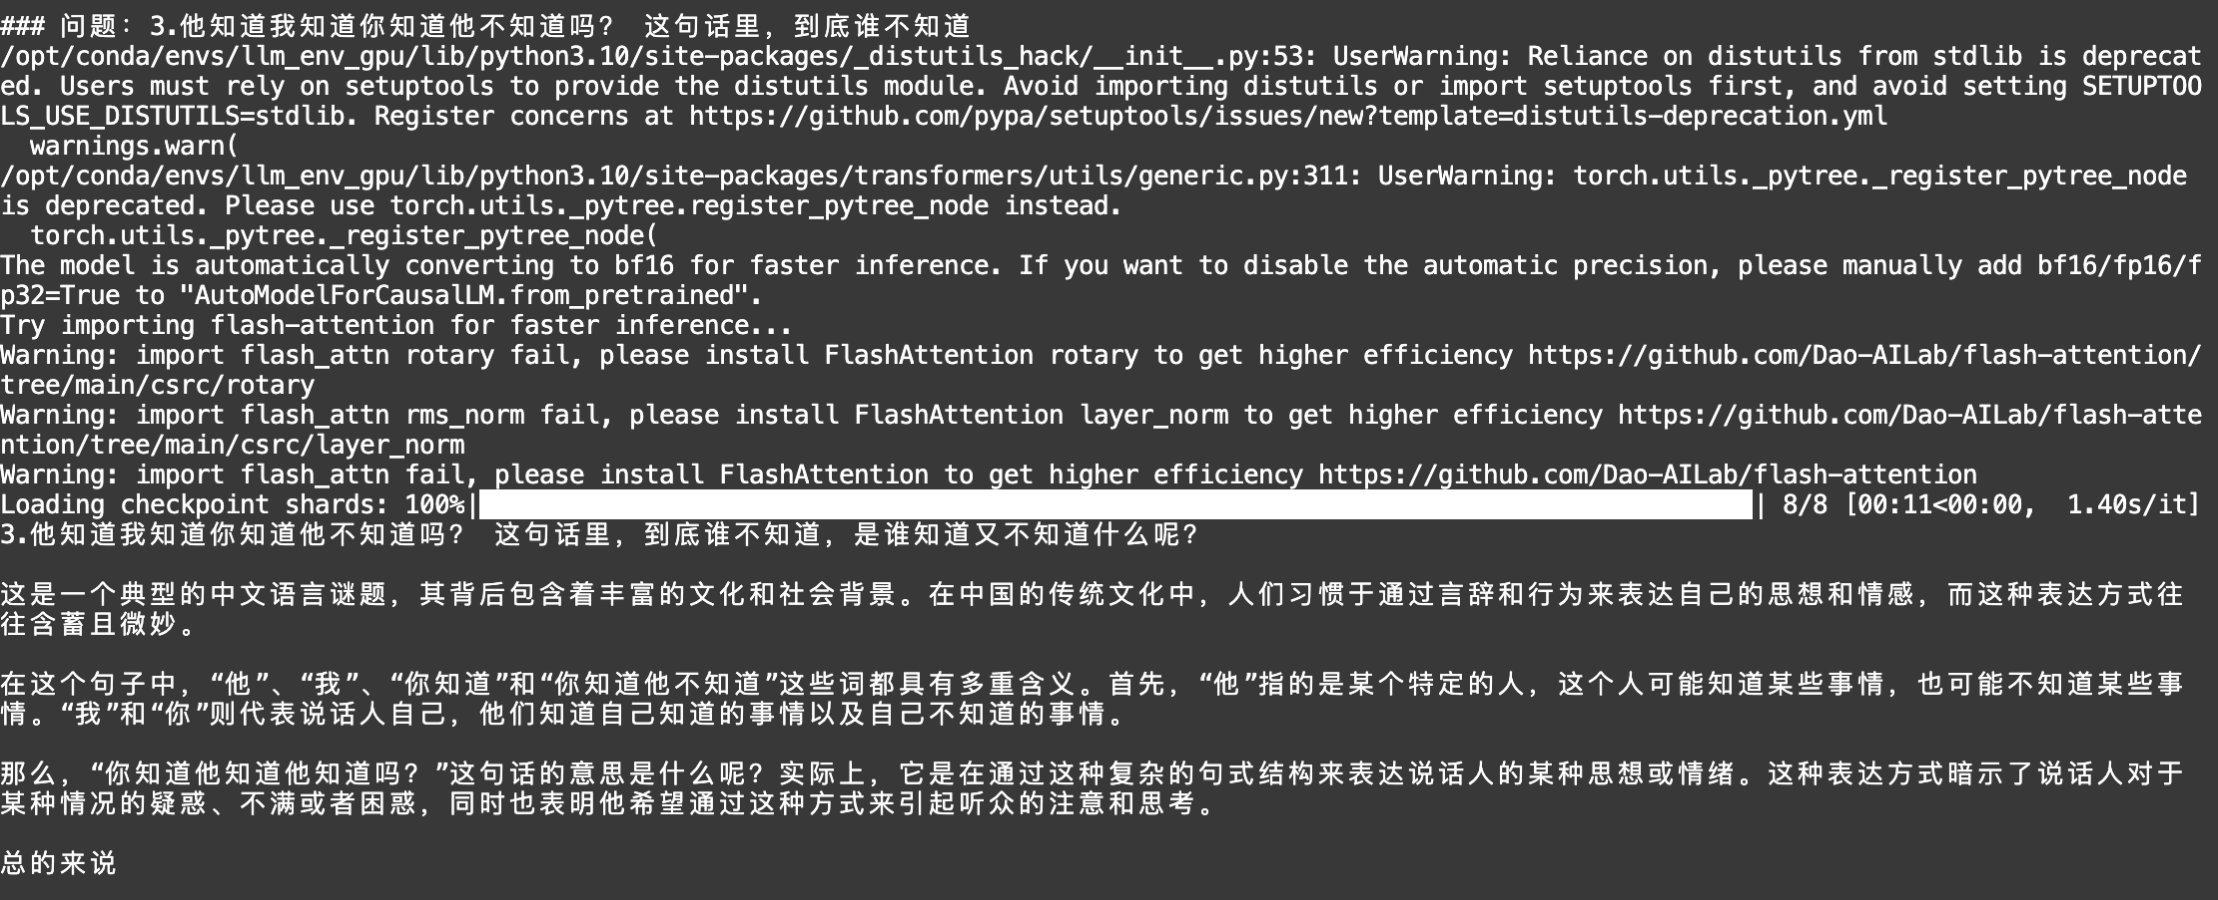 ### 问题：3.他知道我知道你知道他不知道吗？ 这句话里，到底谁不知道
/opt/conda/envs/llm_env_gpu/lib/python3.10/site-packages/_distutils_hack/__init__.py:53: UserWarning: Reliance on distutils from stdlib is deprecat
ed. Users must rely on setuptools to provide the distutils module. Avoid importing distutils or import setuptools first, and avoid setting SETUPTOO
LS_USE_DISTUTILS=stdlib. Register concerns at https://github.com/pypa/setuptools/issues/new?template=distutils-deprecation.yml
  warnings.warn(
/opt/conda/envs/llm_env_gpu/lib/python3.10/site-packages/transformers/utils/generic.py:311: UserWarning: torch.utils._pytree._register_pytree_node
is deprecated. Please use torch.utils._pytree.register_pytree_node instead.
  torch.utils._pytree._register_pytree_node(
The model is automatically converting to bf16 for faster inference. If you want to disable the automatic precision, please manually add bf16/fp16/f
p32=True to "AutoModelForCausalLM.from_pretrained".
Try importing flash-attention for faster inference...
Warning: import flash_attn rotary fail, please install FlashAttention rotary to get higher efficiency https://github.com/Dao-AILab/flash-attention/
tree/main/csrc/rotary
Warning: import flash_attn rms_norm fail, please install FlashAttention layer_norm to get higher efficiency https://github.com/Dao-AILab/flash-atte
ntion/tree/main/csrc/layer_norm
Warning: import flash_attn fail, please install FlashAttention to get higher efficiency https://github.com/Dao-AILab/flash-attention
Loading checkpoint shards: 100%| | 8/8 [00:11<00:00,  1.40s/it]
3.他知道我知道你知道他不知道吗？ 这句话里，到底谁不知道，是谁知道又不知道什么呢？
这是一个典型的中文语言谜题，其背后包含着丰富的文化和社会背景。在中国的传统文化中，人们习惯于通过言辞和行为来表达自己的思想和情感，而这种表达方式往
往含蓄且微妙。
在这个句子中，“他”、“我”、“你知道”和“你知道他不知道”这些词都具有多重含义。首先，“他”指的是某个特定的人，这个人可能知道某些事情，也可能不知道某些事
情。“我”和“你”则代表说话人自己，他们知道自己知道的事情以及自己不知道的事情。
那么，“你知道他知道他知道吗？”这句话的意思是什么呢？实际上，它是在通过这种复杂的句式结构来表达说话人的某种思想或情绪。这种表达方式暗示了说话人对于
某种情况的疑惑、不满或者困惑，同时也表明他希望通过这种方式来引起听众的注意和思考。
总的来说